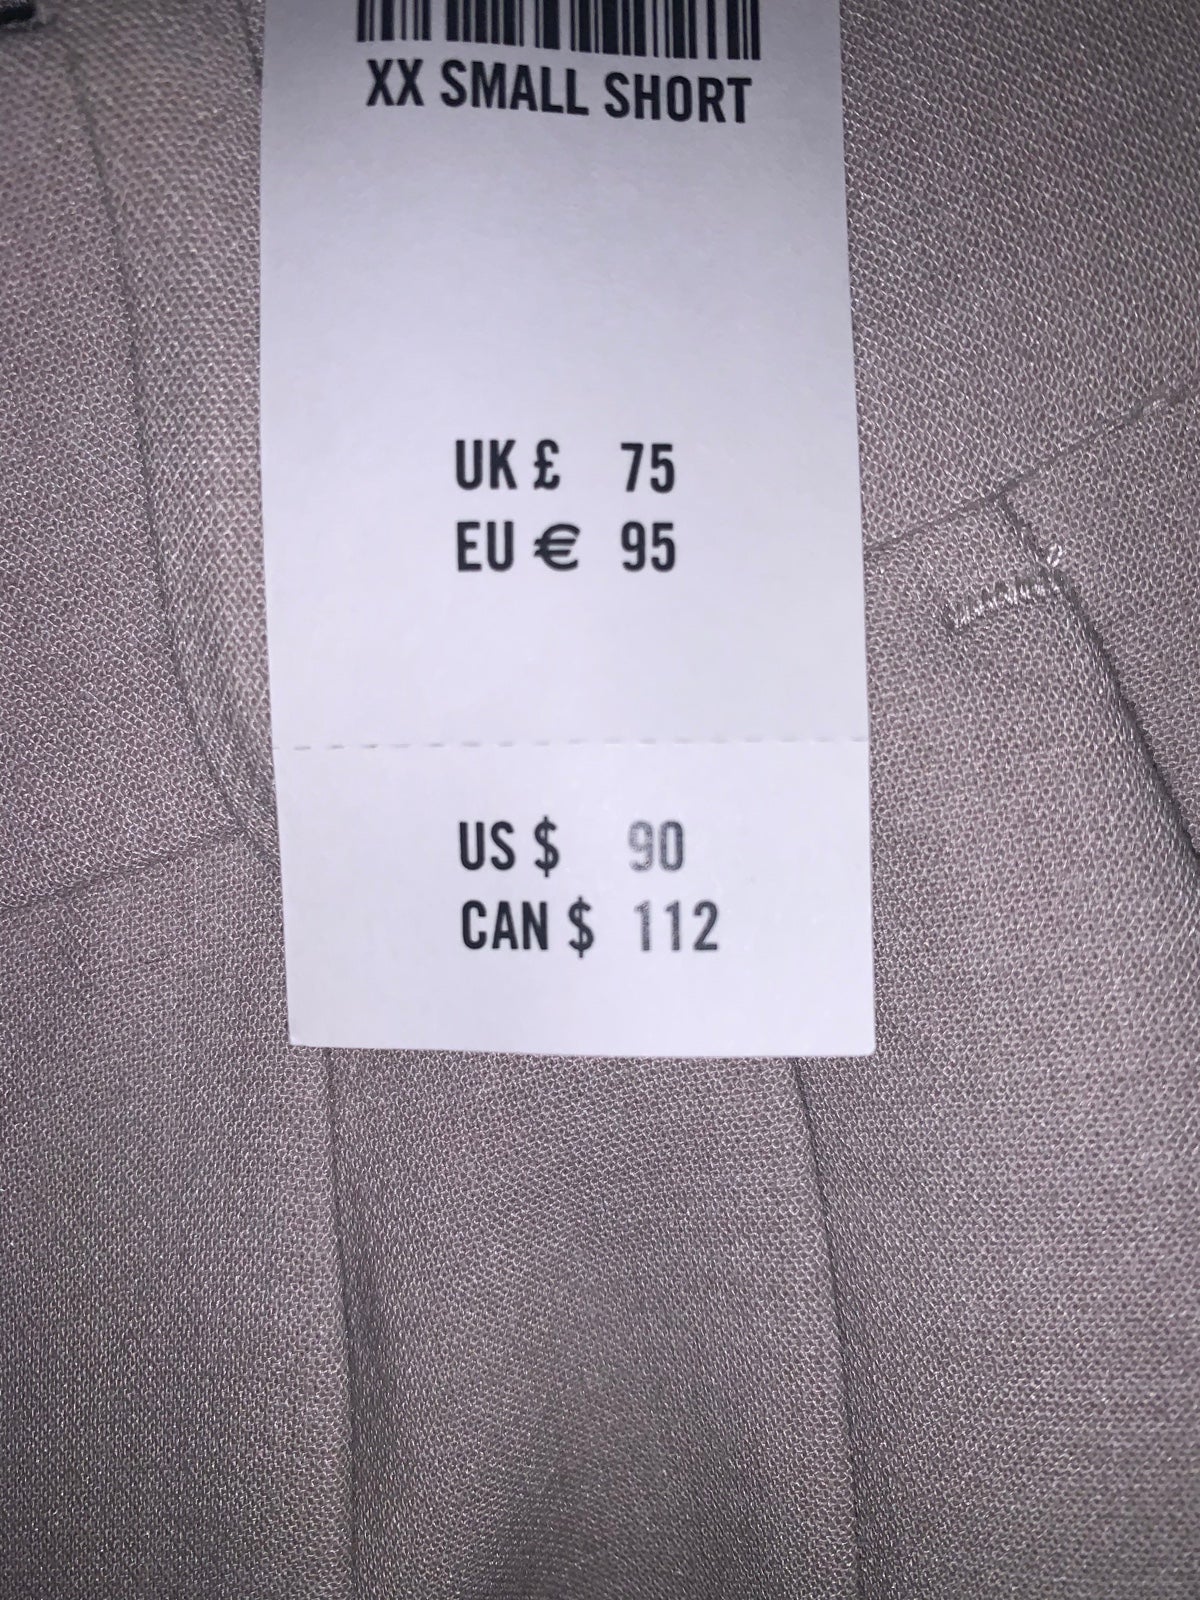 XX SMALL SHORT
UK £ 75
EU € 95
US $ 90
CAN $ 112